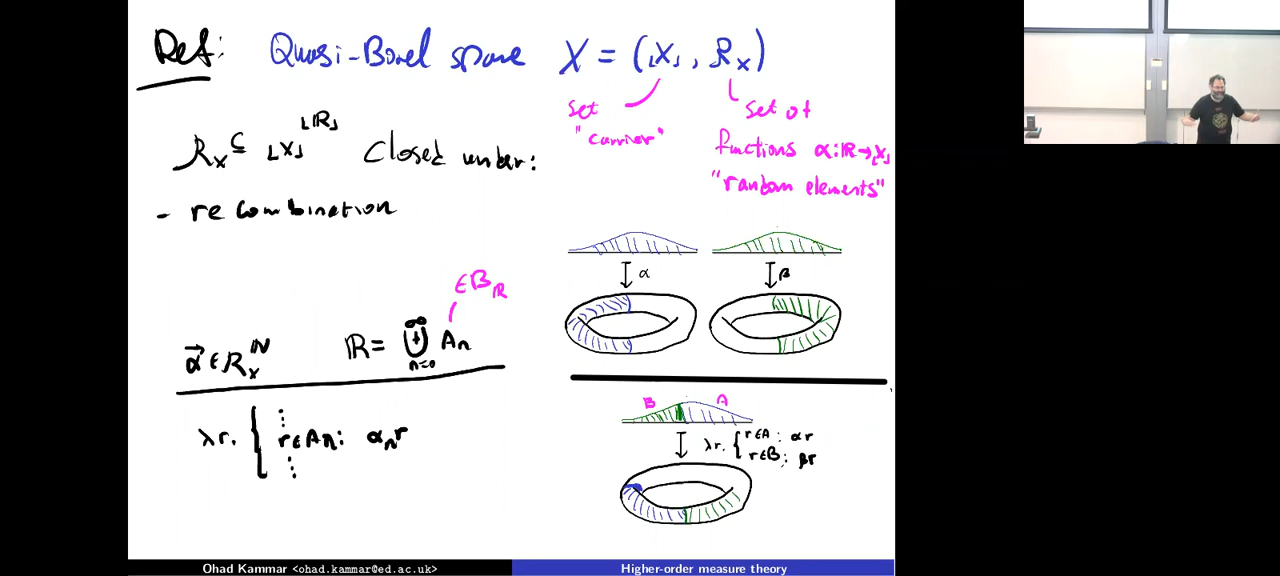 Def: Quasi-Borel space X = (⌞X⌟, R_X)
set "carrier"
set of functions α: ℝ→⌞X⌟ "random elements"
R_X ⊆ ⌞X⌟^⌞ℝ⌟ Closed under:
- recombination
α
β
∈ B_ℝ
α⃗ ∈ R_X^ℕ ℝ = ⨄_{n=0}^∞ A_n
λr. { ⋮ r∈A_n: α_n r ⋮
B A
λr. { r∈A: αr
r∈B: βr
Ohad Kammar <ohad.kammar@ed.ac.uk> Higher-order measure theory